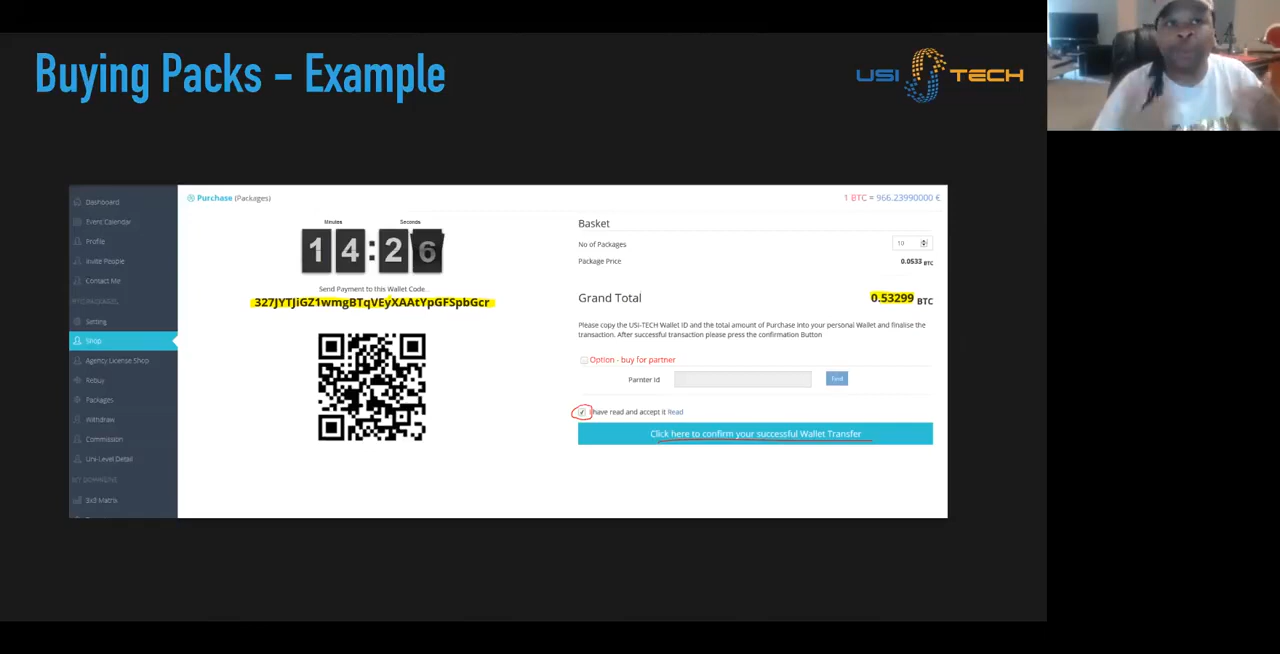 Buying Packs - Example
USI TECH
Dashboard
Event Calendar
Profile
Invite People
Contact Me
Setting
Shop
Agency License Shop
Rebuy
Packages
Withdraw
Commission
Uni-Level Detail
3x9 Matrix
Purchase (Packages)
1 BTC = 966.23990000 €
Minutes
Seconds
14:26
Send Payment to this Wallet Code.
327JYTJiGZ1wmgBTqVEyXAAtYpGFSpbGcr
Basket
No of Packages 10
Package Price 0.0533 BTC
Grand Total 0.53299 BTC
Please copy the USI-TECH Wallet ID and the total amount of Purchase into your personal Wallet and finalise the
transaction. After successful transaction please press the confirmation Button
Option - buy for partner
Parnter Id Find
I have read and accept it Read
Click here to confirm your successful Wallet Transfer